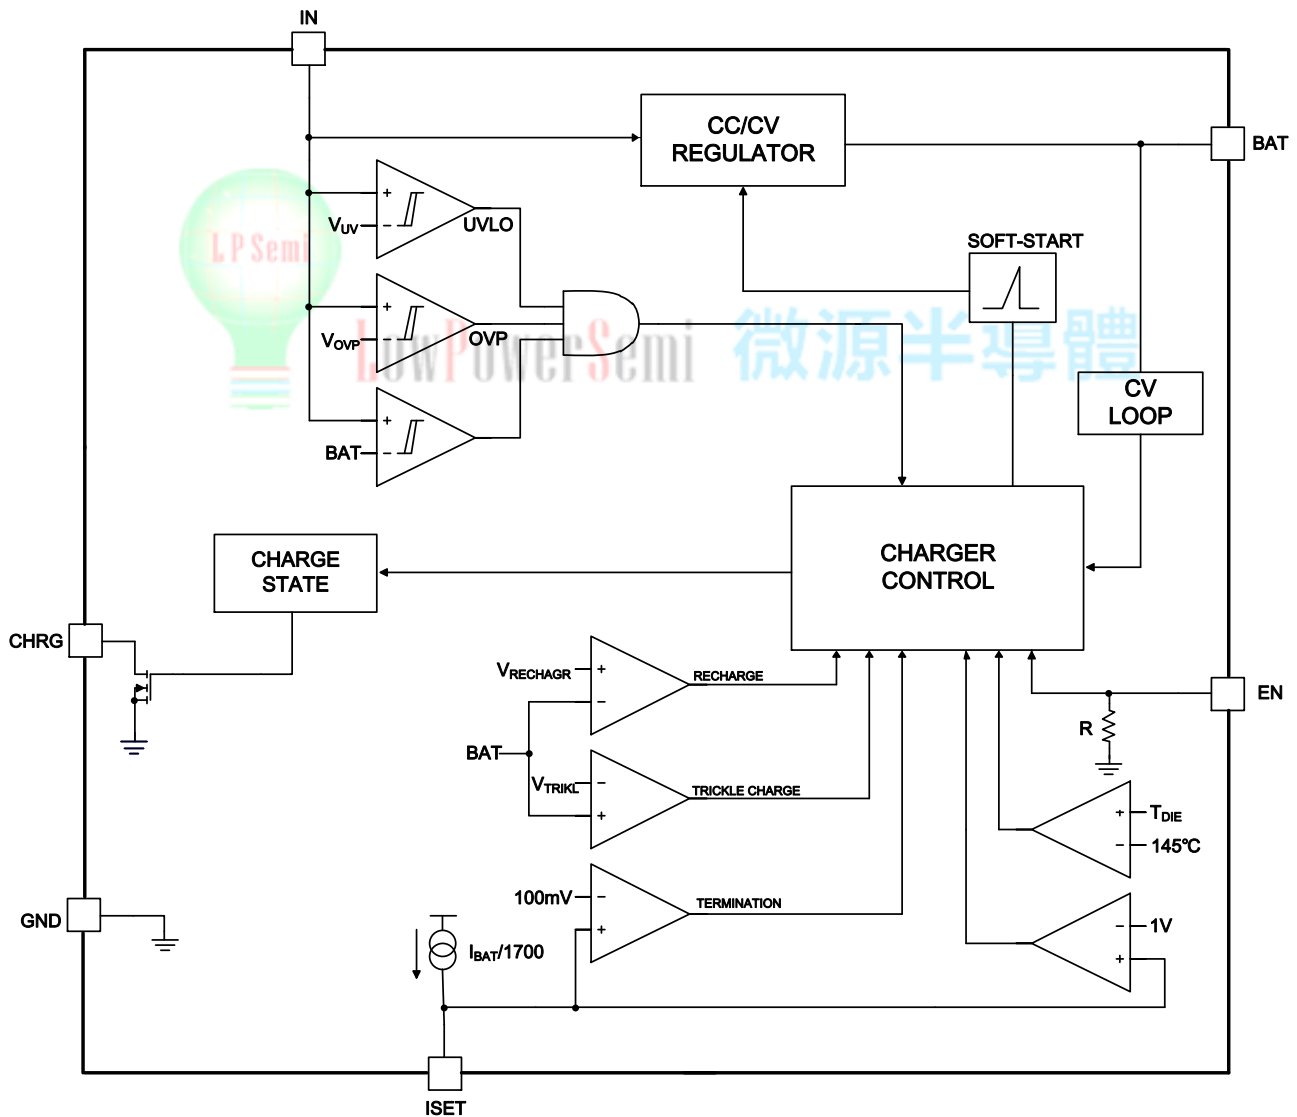 IN
CC/CV
REGULATOR
BAT
+
VUV
-
UVLO
SOFT-START
LP Semi
+
VOVP
-
OVP
LowPowerSemi 微源半導體
CV
LOOP
+
BAT
-
CHARGE
STATE
CHARGER
CONTROL
CHRG
VRECHAGR
+
-
RECHARGE
EN
R
BAT
VTRIKL
-
+
TRICKLE CHARGE
+
TDIE
-
145℃
100mV
-
+
TERMINATION
GND
IBAT/1700
-
1V
+
ISET